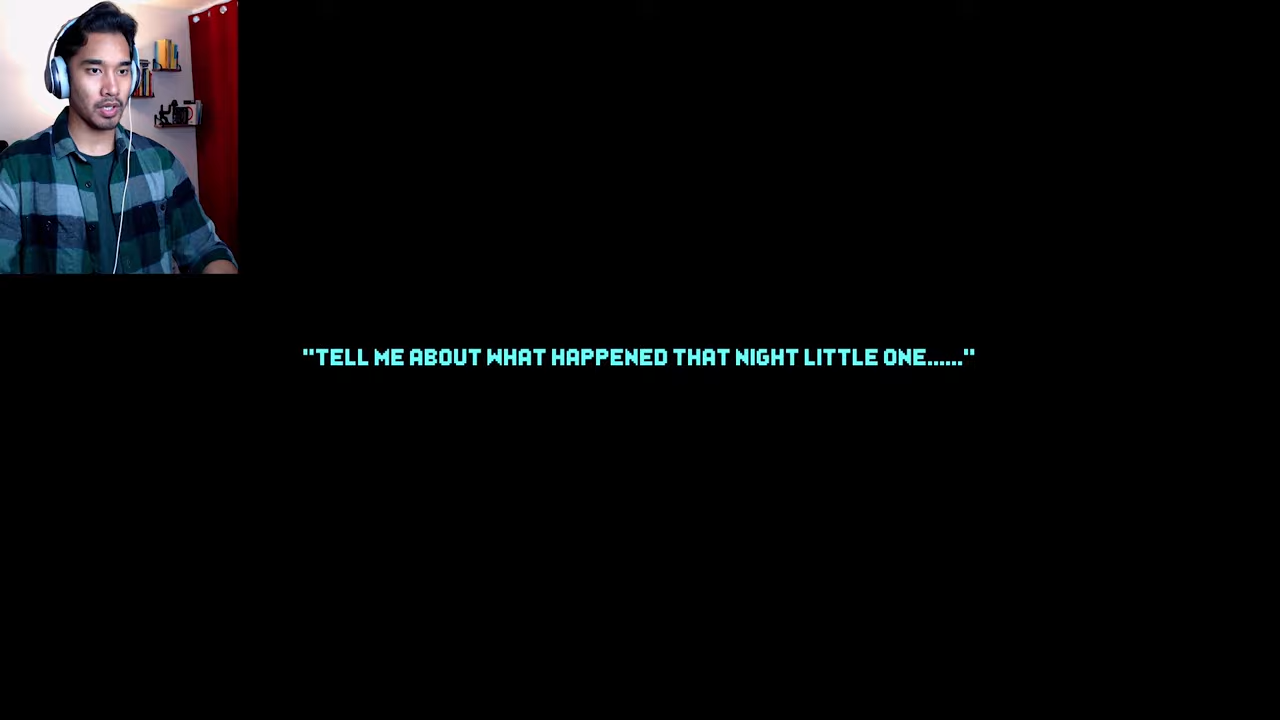 "TELL ME ABOUT WHAT HAPPENED THAT NIGHT LITTLE ONE......"